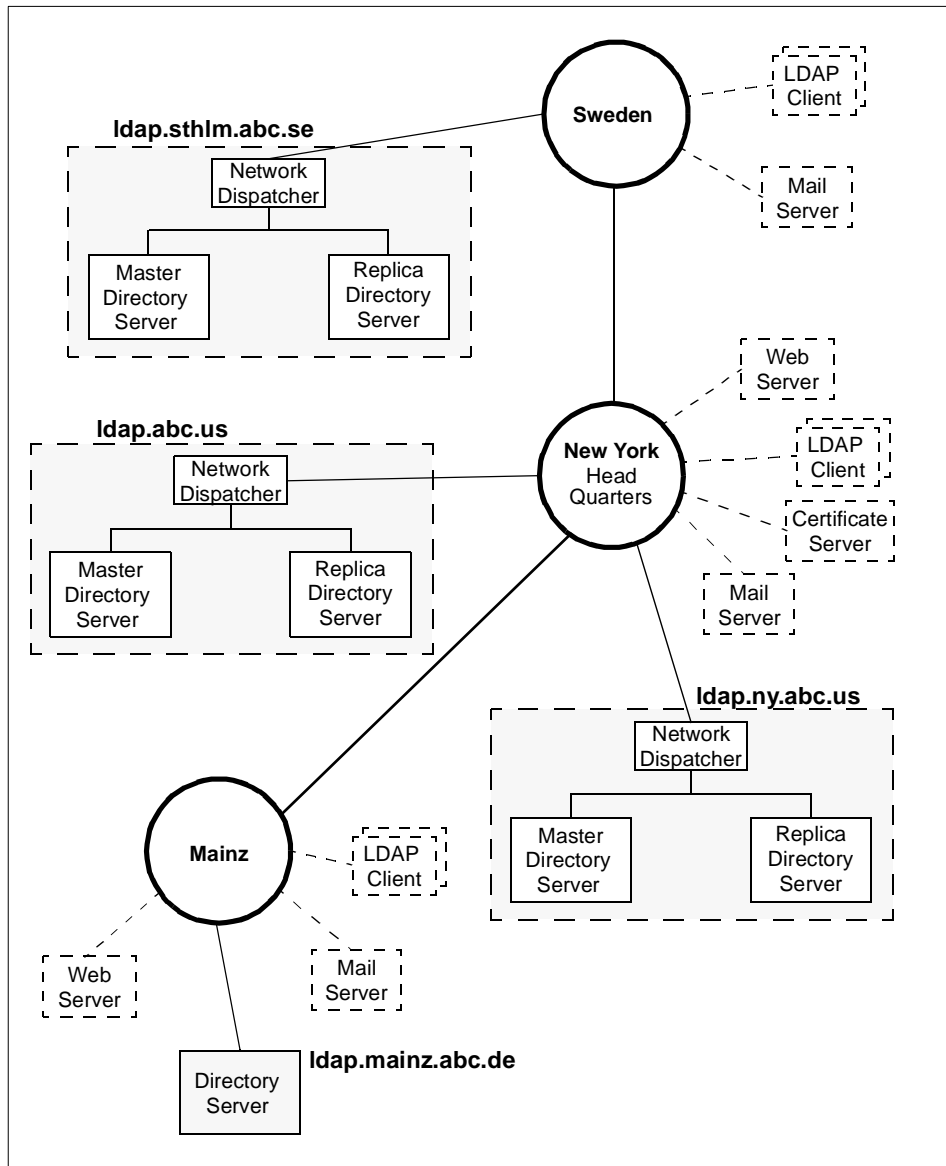 Sweden
LDAP
Client
Mail
Server
ldap.sthlm.abc.se
Network
Dispatcher
Master
Directory
Server
Replica
Directory
Server
Web
Server
ldap.abc.us
Network
Dispatcher
Master
Directory
Server
Replica
Directory
Server
New York
Head
Quarters
LDAP
Client
Certificate
Server
Mail
Server
ldap.ny.abc.us
Network
Dispatcher
Master
Directory
Server
Replica
Directory
Server
Mainz
LDAP
Client
Web
Server
Mail
Server
ldap.mainz.abc.de
Directory
Server